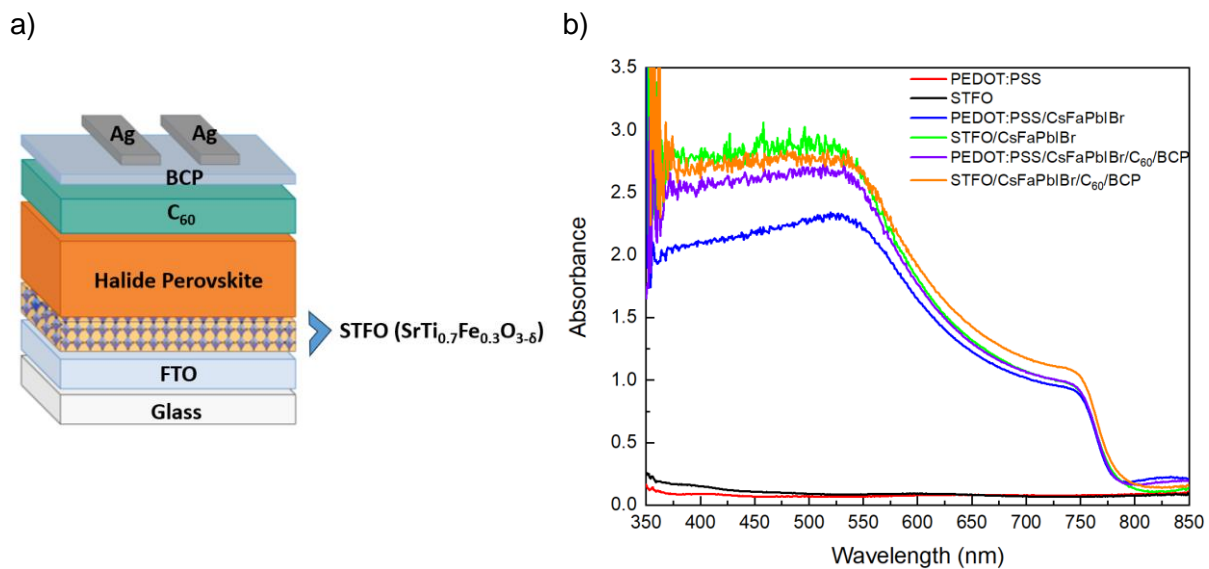 a)
Ag Ag
BCP
C₆₀
Halide Perovskite
STFO (SrTi₀.₇Fe₀.₃O₃₋δ)
FTO
Glass
b)
3.5
3.0
2.5
2.0
1.5
1.0
0.5
0.0
Absorbance
PEDOT:PSS
STFO
PEDOT:PSS/CsFaPbIBr
STFO/CsFaPbIBr
PEDOT:PSS/CsFaPbIBr/C₆₀/BCP
STFO/CsFaPbIBr/C₆₀/BCP
350 400 450 500 550 600 650 700 750 800 850
Wavelength (nm)